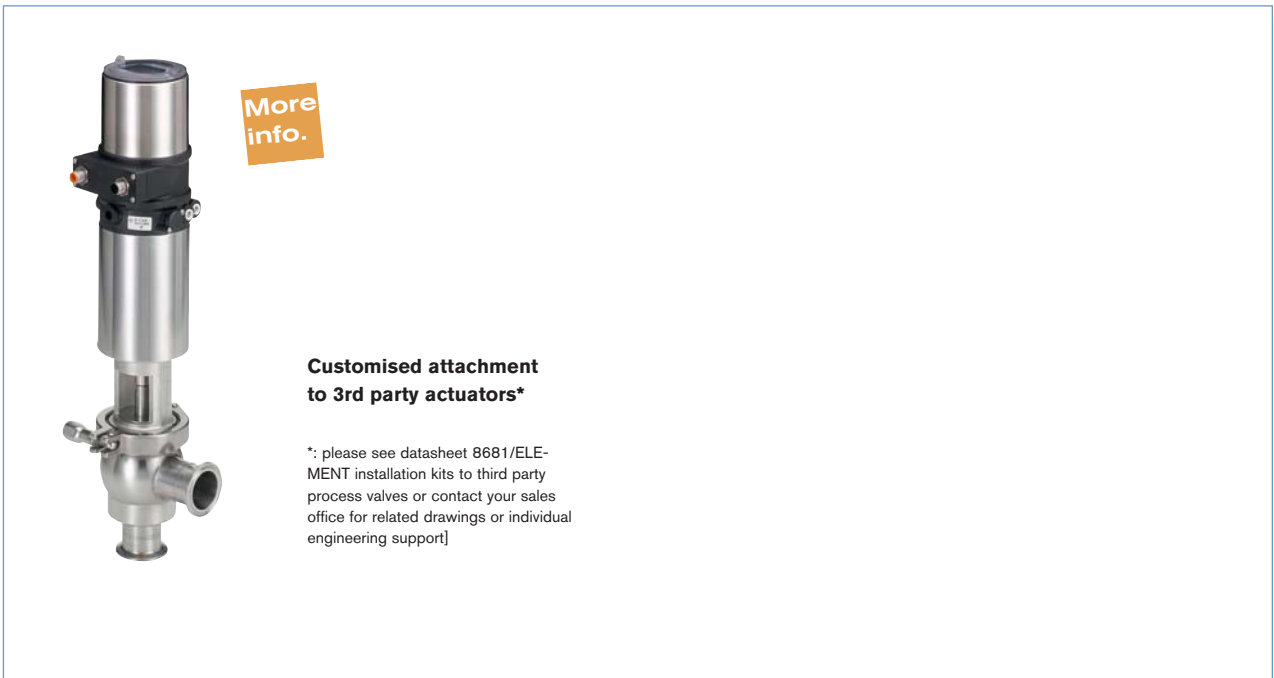 More
info.
Customised attachment
to 3rd party actuators*
*: please see datasheet 8681/ELE-
MENT installation kits to third party
process valves or contact your sales
office for related drawings or individual
engineering support]